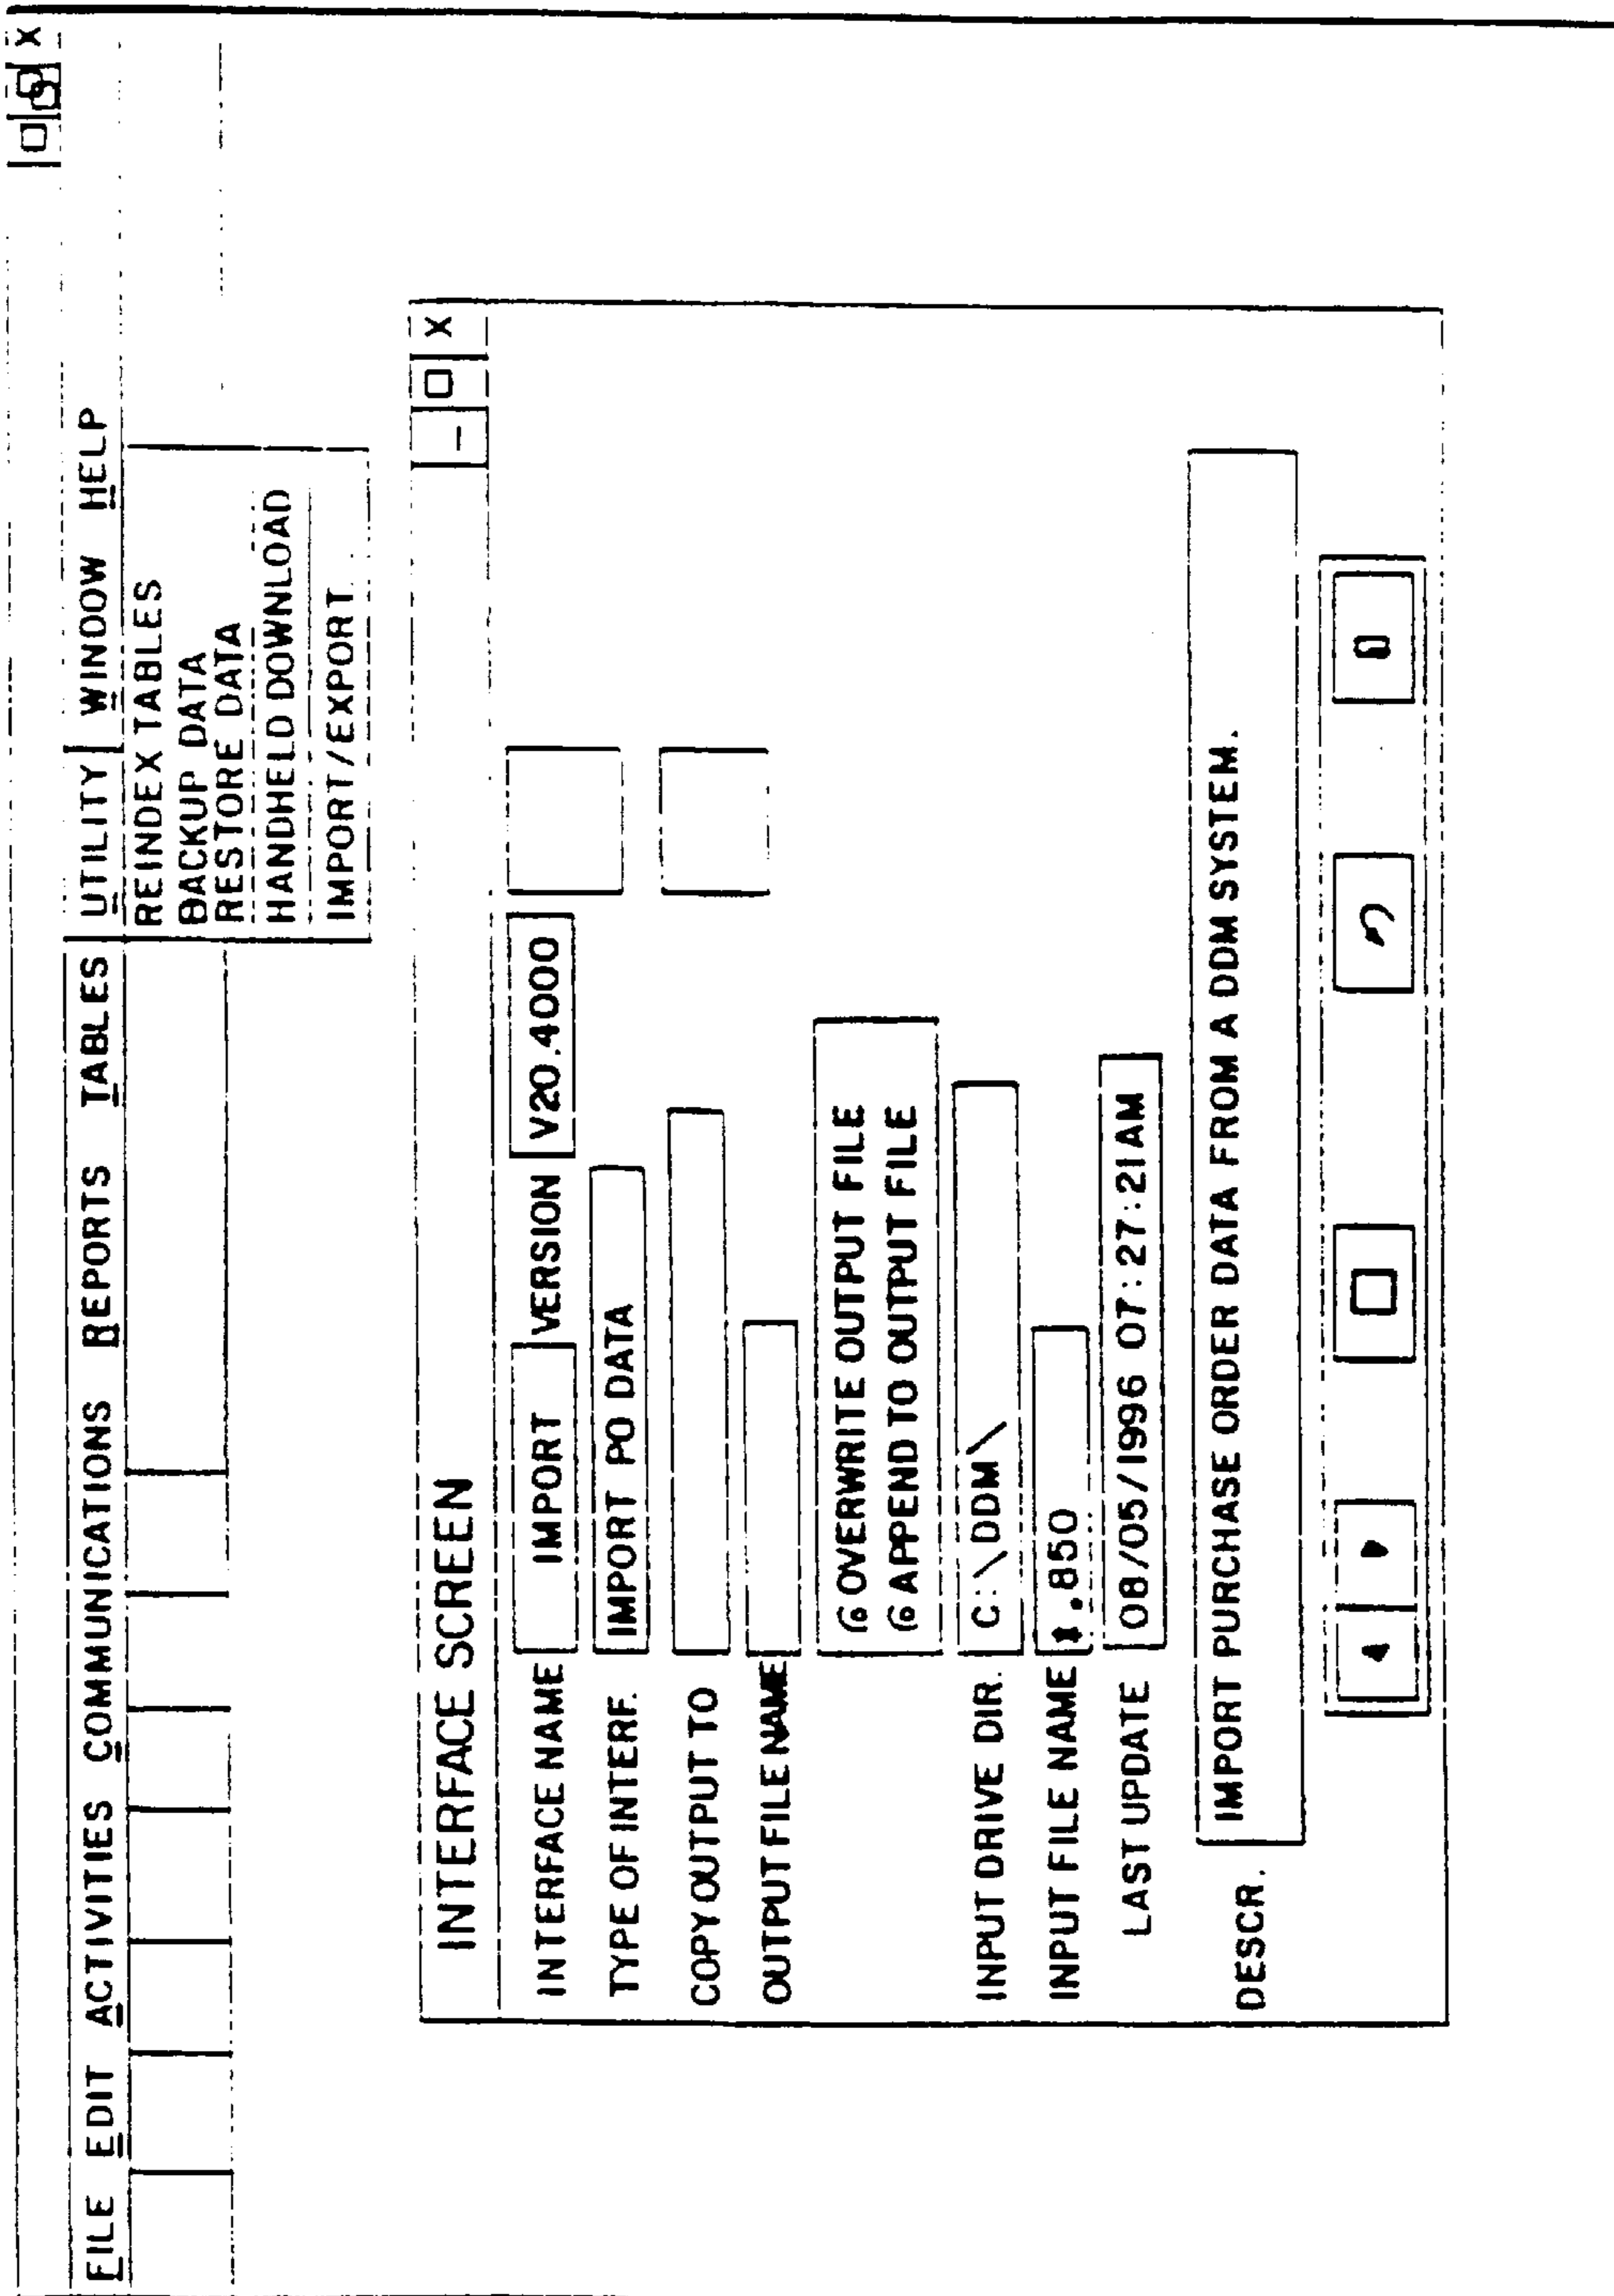 FILE EDIT ACTIVITIES COMMUNICATIONS REPORTS TABLES UTILITY WINDOW HELP
REINDEX TABLES
BACKUP DATA
RESTORE DATA
HANDHELD DOWNLOAD
IMPORT/EXPORT
INTERFACE SCREEN
INTERFACE NAME IMPORT VERSION V20.4000
TYPE OF INTERF. IMPORT PO DATA
COPY OUTPUT TO
OUTPUT FILE NAME
OVERWRITE OUTPUT FILE
APPEND TO OUTPUT FILE
INPUT DRIVE DIR. C:\DDM\
INPUT FILE NAME *.850
LAST UPDATE 08/05/1996 07:27:21AM
DESCR. IMPORT PURCHASE ORDER DATA FROM A DDM SYSTEM.